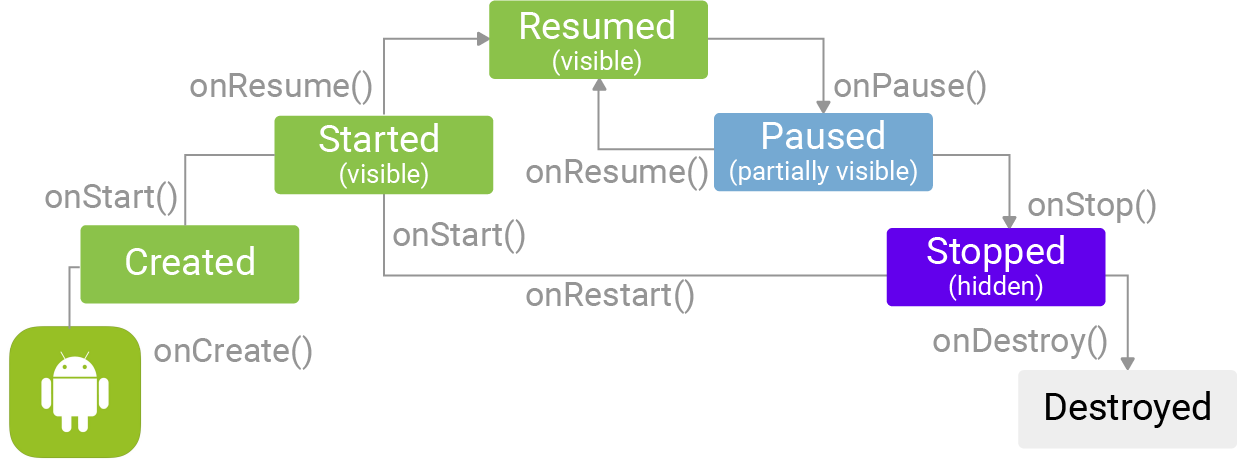 Resumed
(visible)
onResume()
onPause()
Started
(visible)
Paused
(partially visible)
onResume()
onStart()
onStop()
onStart()
Created
Stopped
(hidden)
onRestart()
onCreate()
onDestroy()
Destroyed